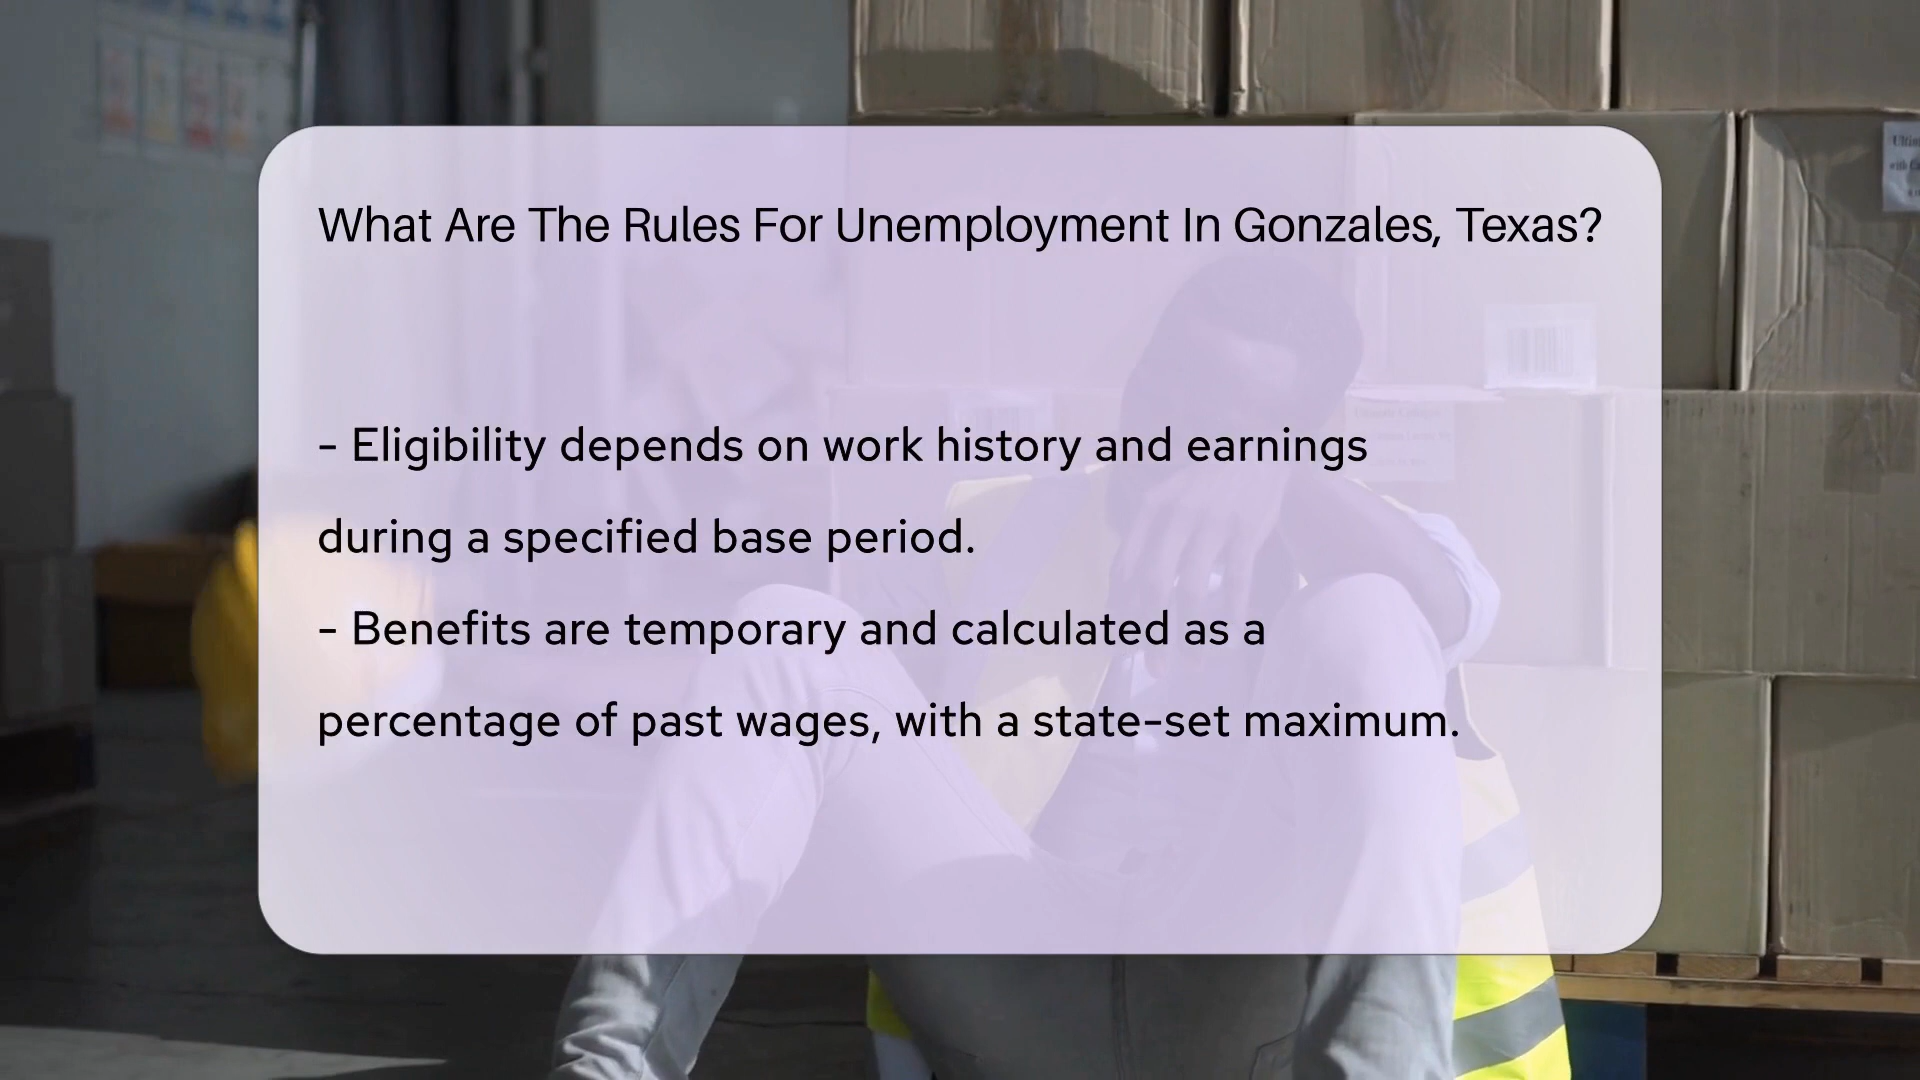 What Are The Rules For Unemployment In Gonzales, Texas?
- Eligibility depends on work history and earnings
during a specified base period.
- Benefits are temporary and calculated as a
percentage of past wages, with a state-set maximum.